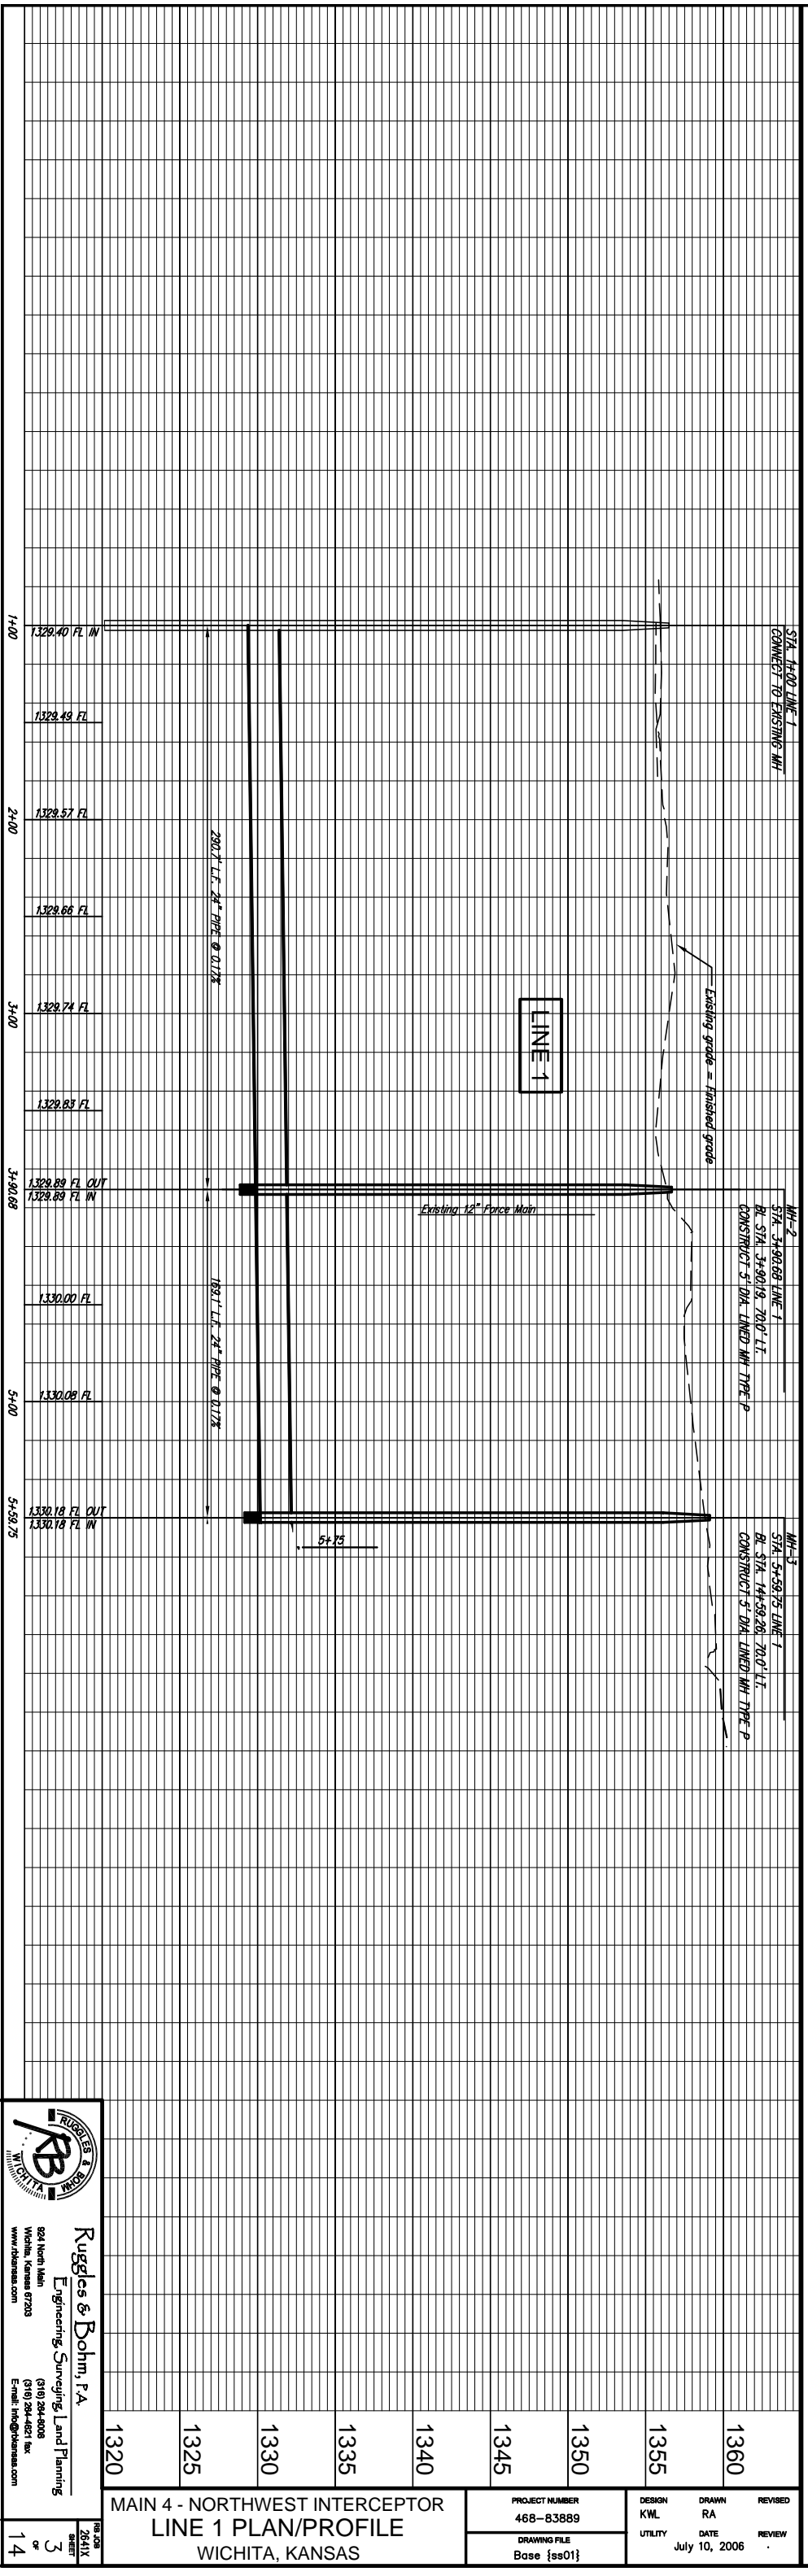 STA. 1+00 LINE 1
CONNECT TO EXISTING MH
Existing grade = Finished grade
MH-2
STA. 3+90.68 LINE 1
BL STA. 3+90.19, 70.0' LT.
CONSTRUCT 5' DIA. LINED MH TYPE P
MH-3
STA. 5+59.75 LINE 1
BL STA. 14+59.26, 70.0' LT.
CONSTRUCT 5' DIA. LINED MH TYPE P
LINE 1
Existing 12" Force Main
5+75
290.7' L.F. 24" PIPE @ 0.17%
169.1' L.F. 24" PIPE @ 0.17%
1329.40 FL IN
1329.49 FL
1329.57 FL
1329.66 FL
1329.74 FL
1329.83 FL
1329.89 FL OUT
1329.89 FL IN
1330.00 FL
1330.08 FL
1330.18 FL OUT
1330.18 FL IN
1+00
2+00
3+00
3+90.68
5+00
5+59.75
1360
1355
1350
1345
1340
1335
1330
1325
1320
RUGGLES & BOHM
RB
WICHITA
Ruggles & Bohm, P.A.
Engineering, Surveying, Land Planning
924 North Main
Wichita, Kansas 67203
www.rbkansas.com
(316) 264-8008
(316) 264-4621 fax
E-mail: info@rbkansas.com
MAIN 4 - NORTHWEST INTERCEPTOR
LINE 1 PLAN/PROFILE
WICHITA, KANSAS
PROJECT NUMBER
468-83889
DRAWING FILE
Base {ss01}
DESIGN
KWL
DRAWN
RA
REVISED
UTILITY
DATE
July 10, 2006
REVIEW
RB JOB
2641X
SHEET
3
OF
14